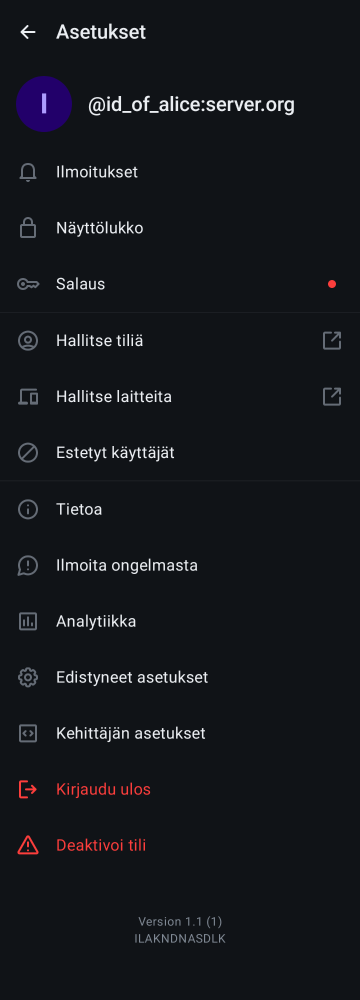 Asetukset
I
@id_of_alice:server.org
Ilmoitukset
Näyttölukko
Salaus
Hallitse tiliä
Hallitse laitteita
Estetyt käyttäjät
Tietoa
Ilmoita ongelmasta
Analytiikka
Edistyneet asetukset
Kehittäjän asetukset
Kirjaudu ulos
Deaktivoi tili
Version 1.1 (1)
ILAKNDNASDLK